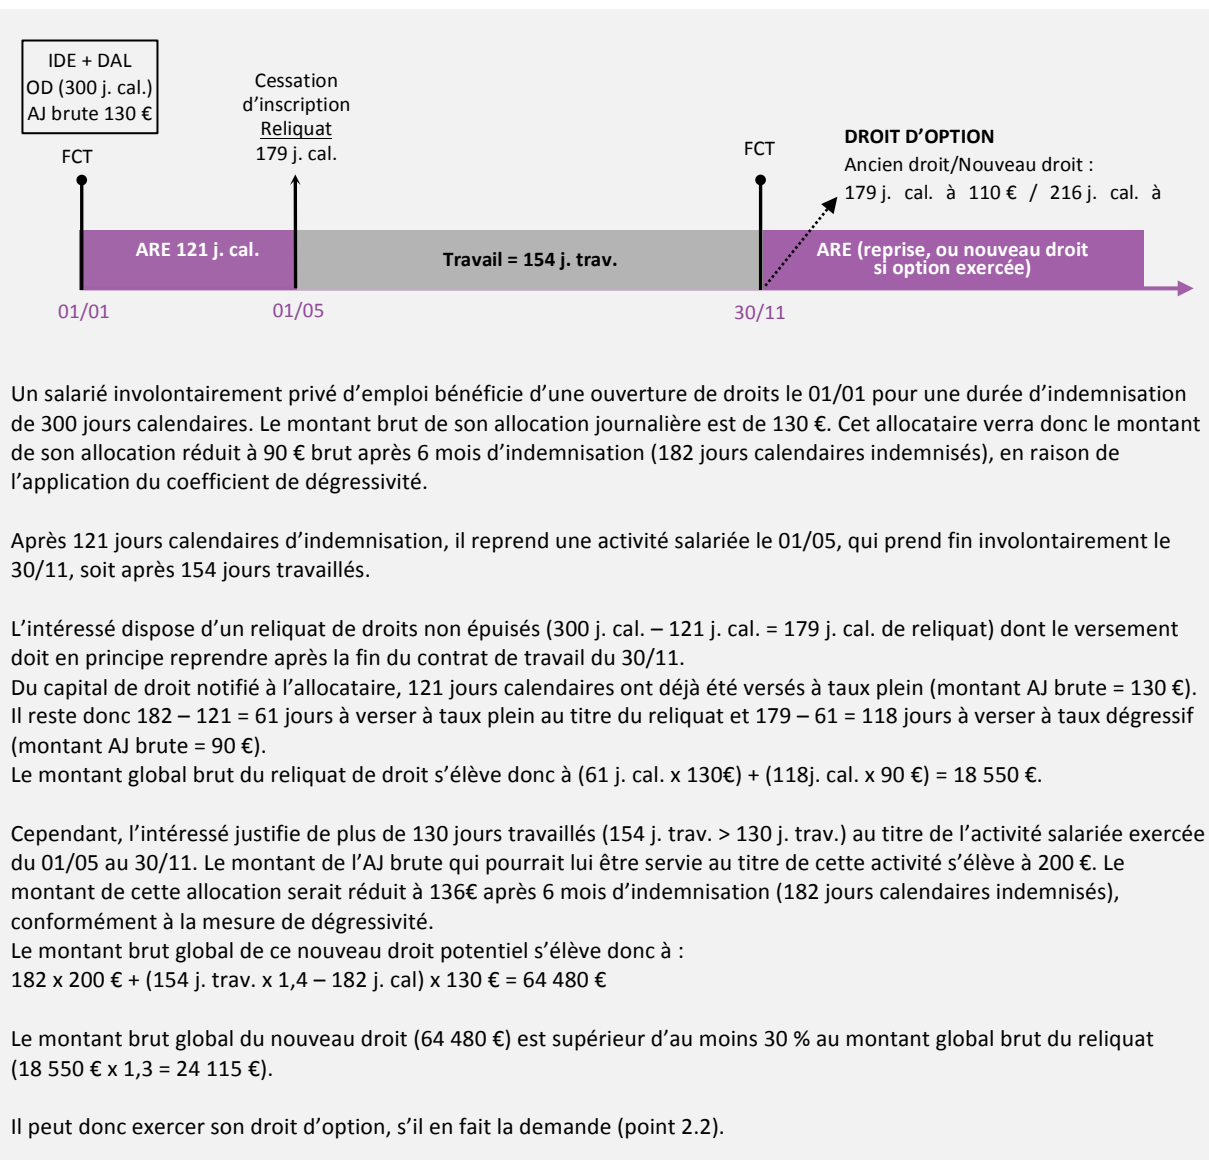 IDE + DAL
OD (300 j. cal.)
AJ brute 130 €
FCT
Cessation
d’inscription
Reliquat
179 j. cal.
FCT
DROIT D’OPTION
Ancien droit/Nouveau droit :
179 j. cal. à 110 € / 216 j. cal. à
ARE 121 j. cal.
Travail = 154 j. trav.
ARE (reprise, ou nouveau droit
si option exercée)
01/01
01/05
30/11
Un salarié involontairement privé d’emploi bénéficie d’une ouverture de droits le 01/01 pour une durée d’indemnisation
de 300 jours calendaires. Le montant brut de son allocation journalière est de 130 €. Cet allocataire verra donc le montant
de son allocation réduit à 90 € brut après 6 mois d’indemnisation (182 jours calendaires indemnisés), en raison de
l’application du coefficient de dégressivité.
Après 121 jours calendaires d’indemnisation, il reprend une activité salariée le 01/05, qui prend fin involontairement le
30/11, soit après 154 jours travaillés.
L’intéressé dispose d’un reliquat de droits non épuisés (300 j. cal. – 121 j. cal. = 179 j. cal. de reliquat) dont le versement
doit en principe reprendre après la fin du contrat de travail du 30/11.
Du capital de droit notifié à l’allocataire, 121 jours calendaires ont déjà été versés à taux plein (montant AJ brute = 130 €).
Il reste donc 182 – 121 = 61 jours à verser à taux plein au titre du reliquat et 179 – 61 = 118 jours à verser à taux dégressif
(montant AJ brute = 90 €).
Le montant global brut du reliquat de droit s’élève donc à (61 j. cal. x 130€) + (118j. cal. x 90 €) = 18 550 €.
Cependant, l’intéressé justifie de plus de 130 jours travaillés (154 j. trav. > 130 j. trav.) au titre de l’activité salariée exercée
du 01/05 au 30/11. Le montant de l’AJ brute qui pourrait lui être servie au titre de cette activité s’élève à 200 €. Le
montant de cette allocation serait réduit à 136€ après 6 mois d’indemnisation (182 jours calendaires indemnisés),
conformément à la mesure de dégressivité.
Le montant brut global de ce nouveau droit potentiel s’élève donc à :
182 x 200 € + (154 j. trav. x 1,4 – 182 j. cal) x 130 € = 64 480 €
Le montant brut global du nouveau droit (64 480 €) est supérieur d’au moins 30 % au montant global brut du reliquat
(18 550 € x 1,3 = 24 115 €).
Il peut donc exercer son droit d’option, s’il en fait la demande (point 2.2).